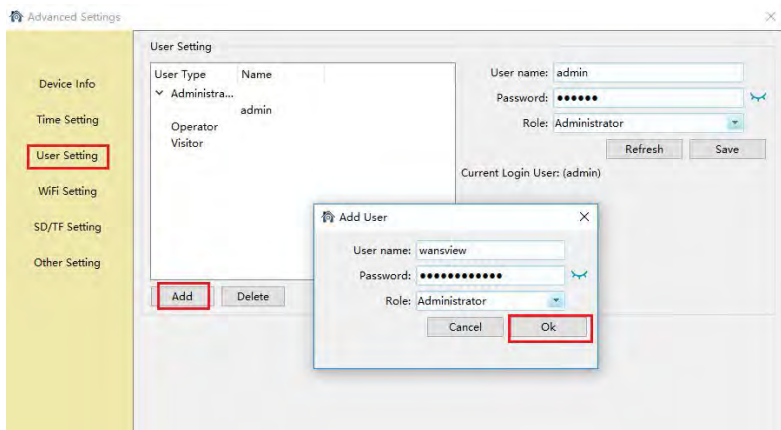 Advanced Settings
User Setting
Device Info
Time Setting
User Setting
WiFi Setting
SD/TF Setting
Other Setting
User Type Name
Administra...
admin
Operator
Visitor
Add Delete
User name: admin
Password: ●●●●●●
Role: Administrator
Refresh Save
Current Login User: (admin)
Add User
User name: wansview
Password: ●●●●●●●●●●●●
Role: Administrator
Cancel Ok